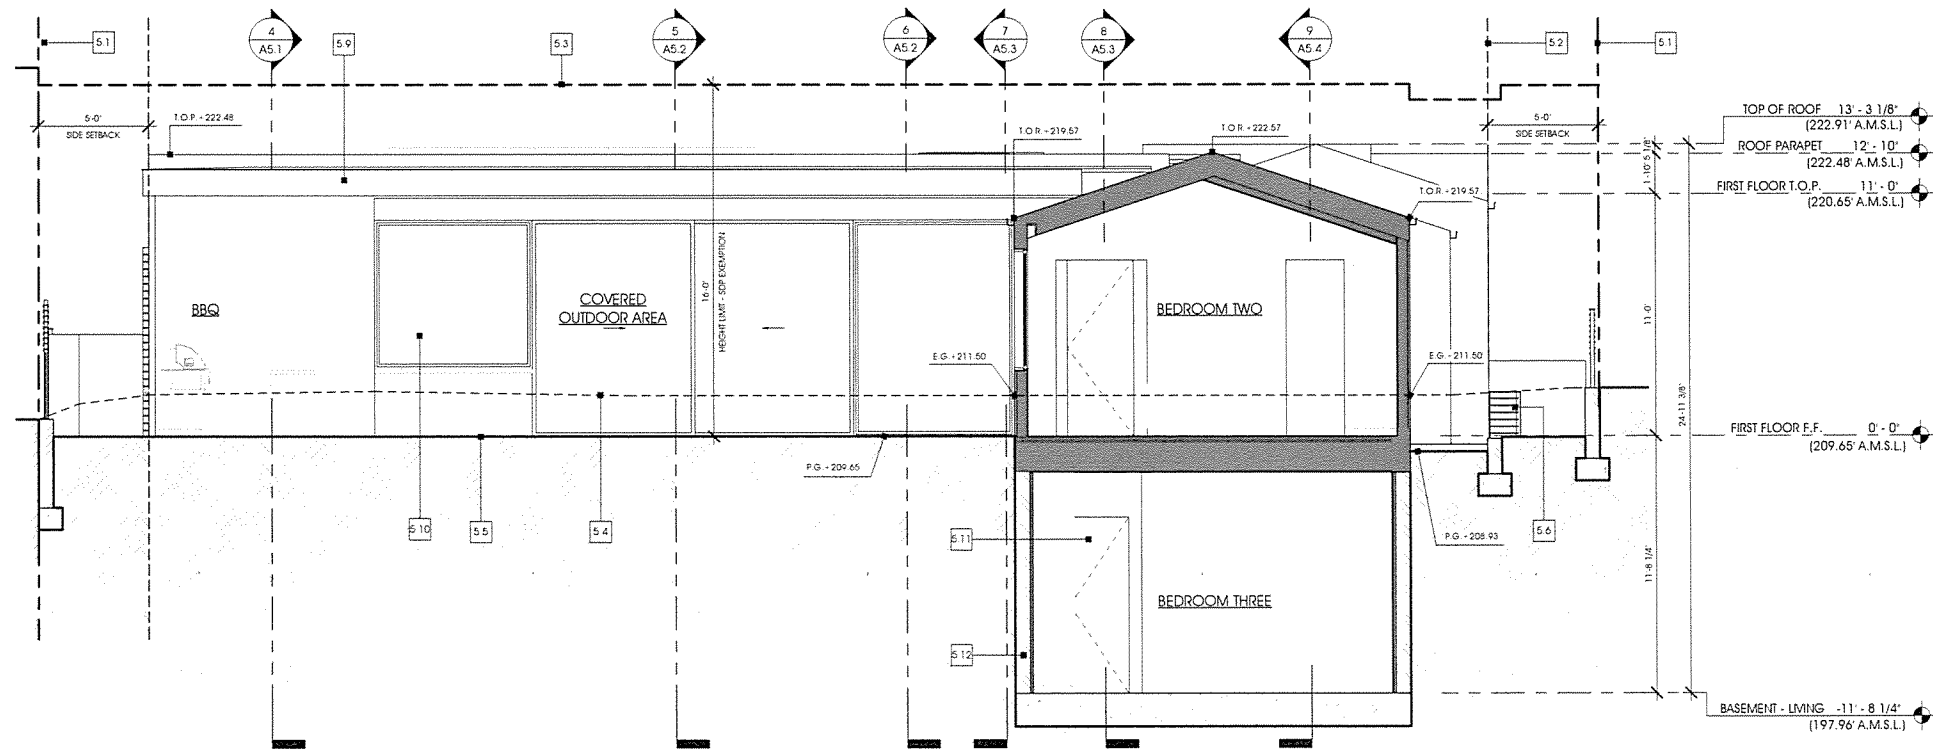 5.1
4
A5.1
5.9
5.3
5
A5.2
6
A5.2
7
A5.3
8
A5.3
9
A5.4
5.2
5.1
5'-0"
SIDE SETBACK
T.O.P. +222.48
T.O.R. +219.57
T.O.R. +222.57
5'-0"
SIDE SETBACK
TOP OF ROOF 13' - 3 1/8"
(222.91' A.M.S.L.)
ROOF PARAPET 12' - 10"
(222.48' A.M.S.L.)
FIRST FLOOR T.O.P. 11' - 0"
(220.65' A.M.S.L.)
T.O.R. +219.57
16'-0"
HEIGHT LIMIT - SDP EXEMPTION
BBQ
COVERED
OUTDOOR AREA
BEDROOM TWO
11'-0"
24'-11 3/8"
E.G. +211.50
E.G. +211.50
FIRST FLOOR F.F. 0' - 0"
(209.65' A.M.S.L.)
P.G. +209.65
5.10
5.5
5.4
5.11
P.G. +208.93
5.6
11'-8 1/4"
BEDROOM THREE
5.12
BASEMENT - LIVING -11' - 8 1/4"
(197.96' A.M.S.L.)